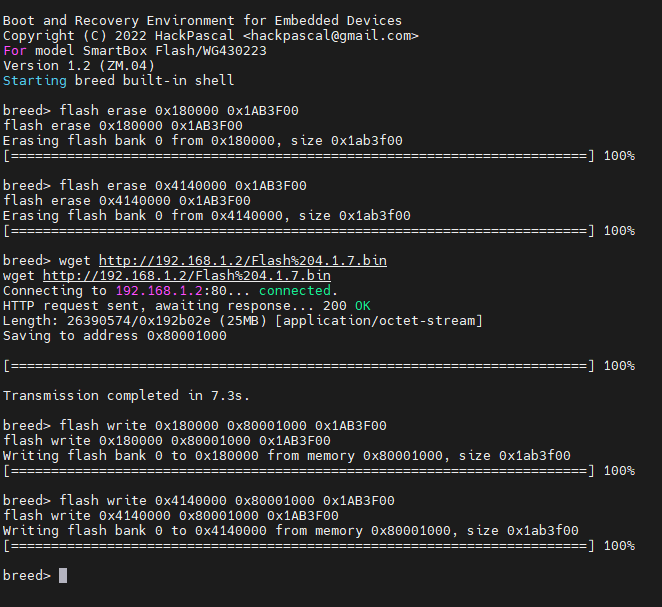 Boot and Recovery Environment for Embedded Devices
Copyright (C) 2022 HackPascal <hackpascal@gmail.com>
For model SmartBox Flash/WG430223
Version 1.2 (ZM.04)
Starting breed built-in shell
breed> flash erase 0x180000 0x1AB3F00
flash erase 0x180000 0x1AB3F00
Erasing flash bank 0 from 0x180000, size 0x1ab3f00
[=========================================================================] 100%
breed> flash erase 0x4140000 0x1AB3F00
flash erase 0x4140000 0x1AB3F00
Erasing flash bank 0 from 0x4140000, size 0x1ab3f00
[=========================================================================] 100%
breed> wget http://192.168.1.2/Flash%204.1.7.bin
wget http://192.168.1.2/Flash%204.1.7.bin
Connecting to 192.168.1.2:80... connected.
HTTP request sent, awaiting response... 200 OK
Length: 26390574/0x192b02e (25MB) [application/octet-stream]
Saving to address 0x80001000
[=========================================================================] 100%
Transmission completed in 7.3s.
breed> flash write 0x180000 0x80001000 0x1AB3F00
flash write 0x180000 0x80001000 0x1AB3F00
Writing flash bank 0 to 0x180000 from memory 0x80001000, size 0x1ab3f00
[=========================================================================] 100%
breed> flash write 0x4140000 0x80001000 0x1AB3F00
flash write 0x4140000 0x80001000 0x1AB3F00
Writing flash bank 0 to 0x4140000 from memory 0x80001000, size 0x1ab3f00
[=========================================================================] 100%
breed>